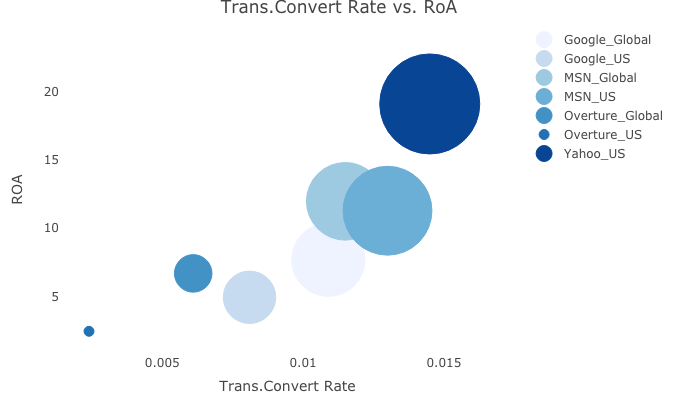 Trans.Convert Rate vs. RoA
Google_Global
Google_US
MSN_Global
MSN_US
Overture_Global
Overture_US
Yahoo_US
20
15
10
5
ROA
0.005
0.01
0.015
Trans.Convert Rate